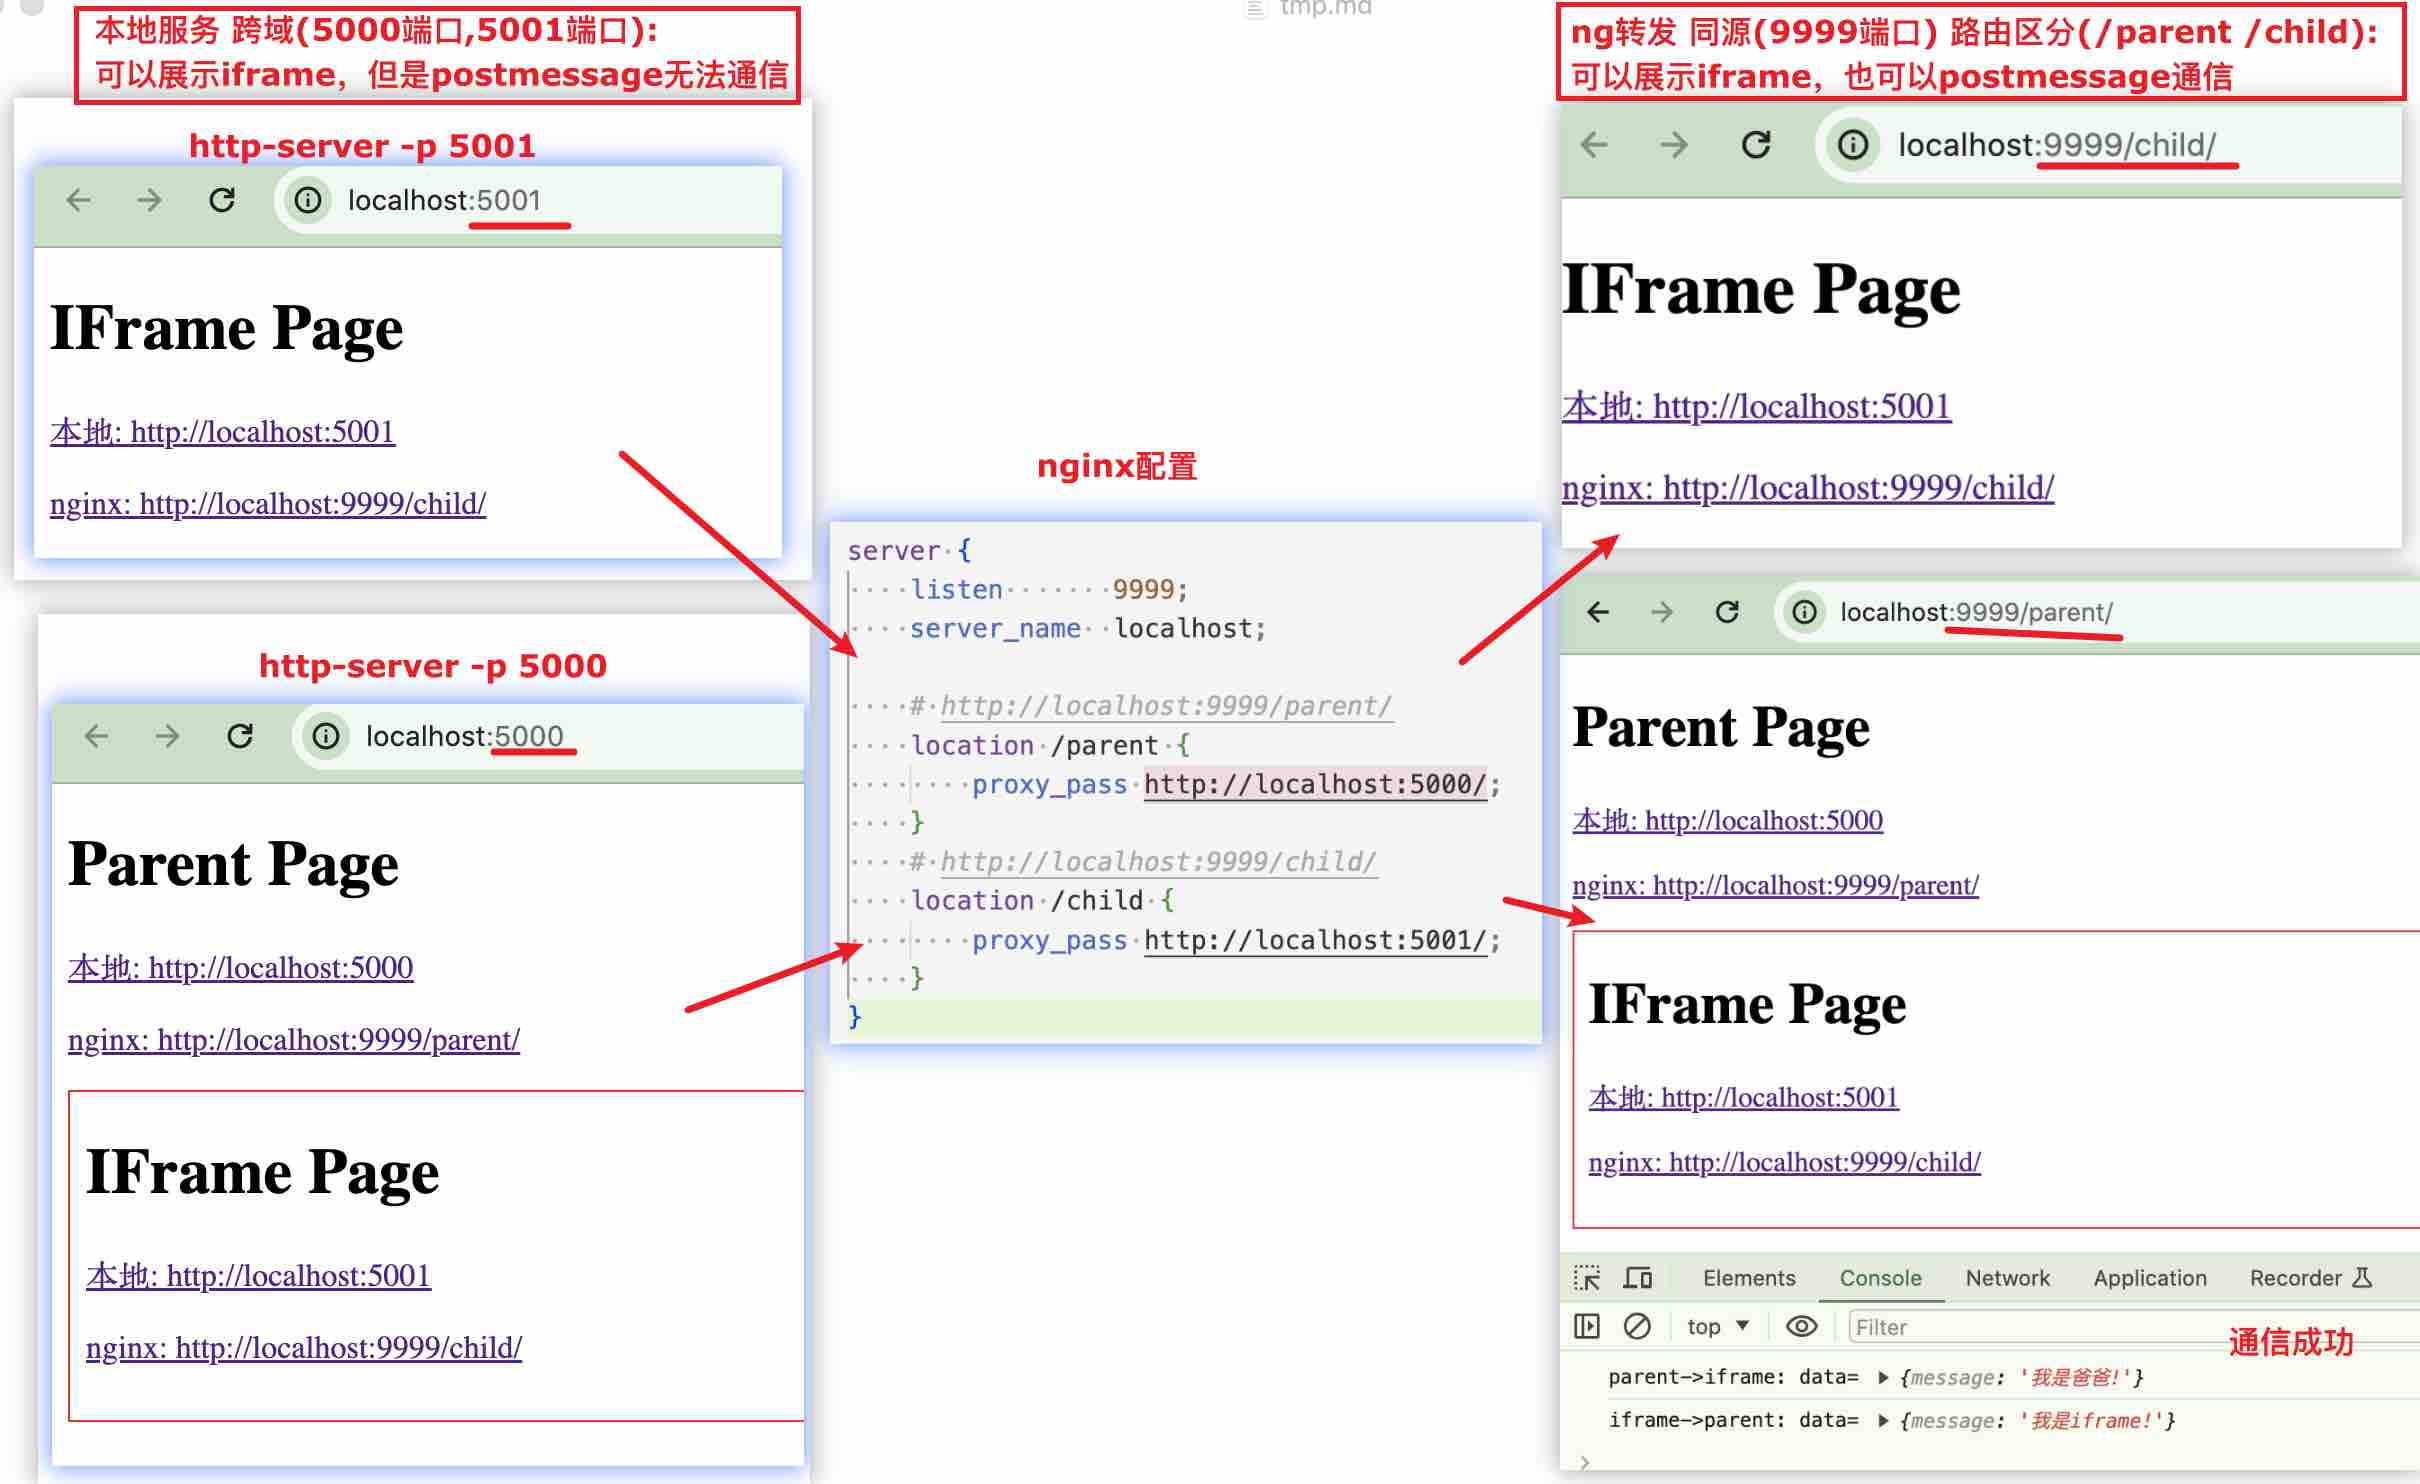 tmp.md
本地服务 跨域(5000端口,5001端口):
可以展示iframe，但是postmessage无法通信
http-server -p 5001
localhost:5001
IFrame Page
本地: http://localhost:5001
nginx: http://localhost:9999/child/
http-server -p 5000
localhost:5000
Parent Page
本地: http://localhost:5000
nginx: http://localhost:9999/parent/
IFrame Page
本地: http://localhost:5001
nginx: http://localhost:9999/child/
nginx配置
server {
listen 9999;
server_name localhost;
# http://localhost:9999/parent/
location /parent {
proxy_pass http://localhost:5000/;
}
# http://localhost:9999/child/
location /child {
proxy_pass http://localhost:5001/;
}
}
ng转发 同源(9999端口) 路由区分(/parent /child):
可以展示iframe，也可以postmessage通信
localhost:9999/child/
IFrame Page
本地: http://localhost:5001
nginx: http://localhost:9999/child/
localhost:9999/parent/
Parent Page
本地: http://localhost:5000
nginx: http://localhost:9999/parent/
IFrame Page
本地: http://localhost:5001
nginx: http://localhost:9999/child/
Elements Console Network Application Recorder
top Filter
通信成功
parent->iframe: data= ▶ {message: '我是爸爸!'}
iframe->parent: data= ▶ {message: '我是iframe!'}